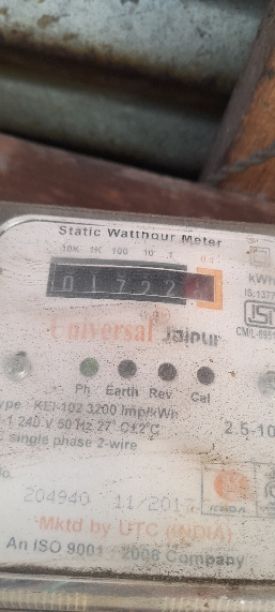 Static Watthour Meter
10K 1K 100 10 1 0.1
01722
kWh
Universal Jaipur
Ph Earth Rev Cal
KEI-102 3200 Imp/kWh
240 V 50 Hz 27°C±2°C
2.5-10
single phase 2-wire
204940 11/2017
Mktd by UTC (INDIA)
An ISO 9001 : 2008 Company